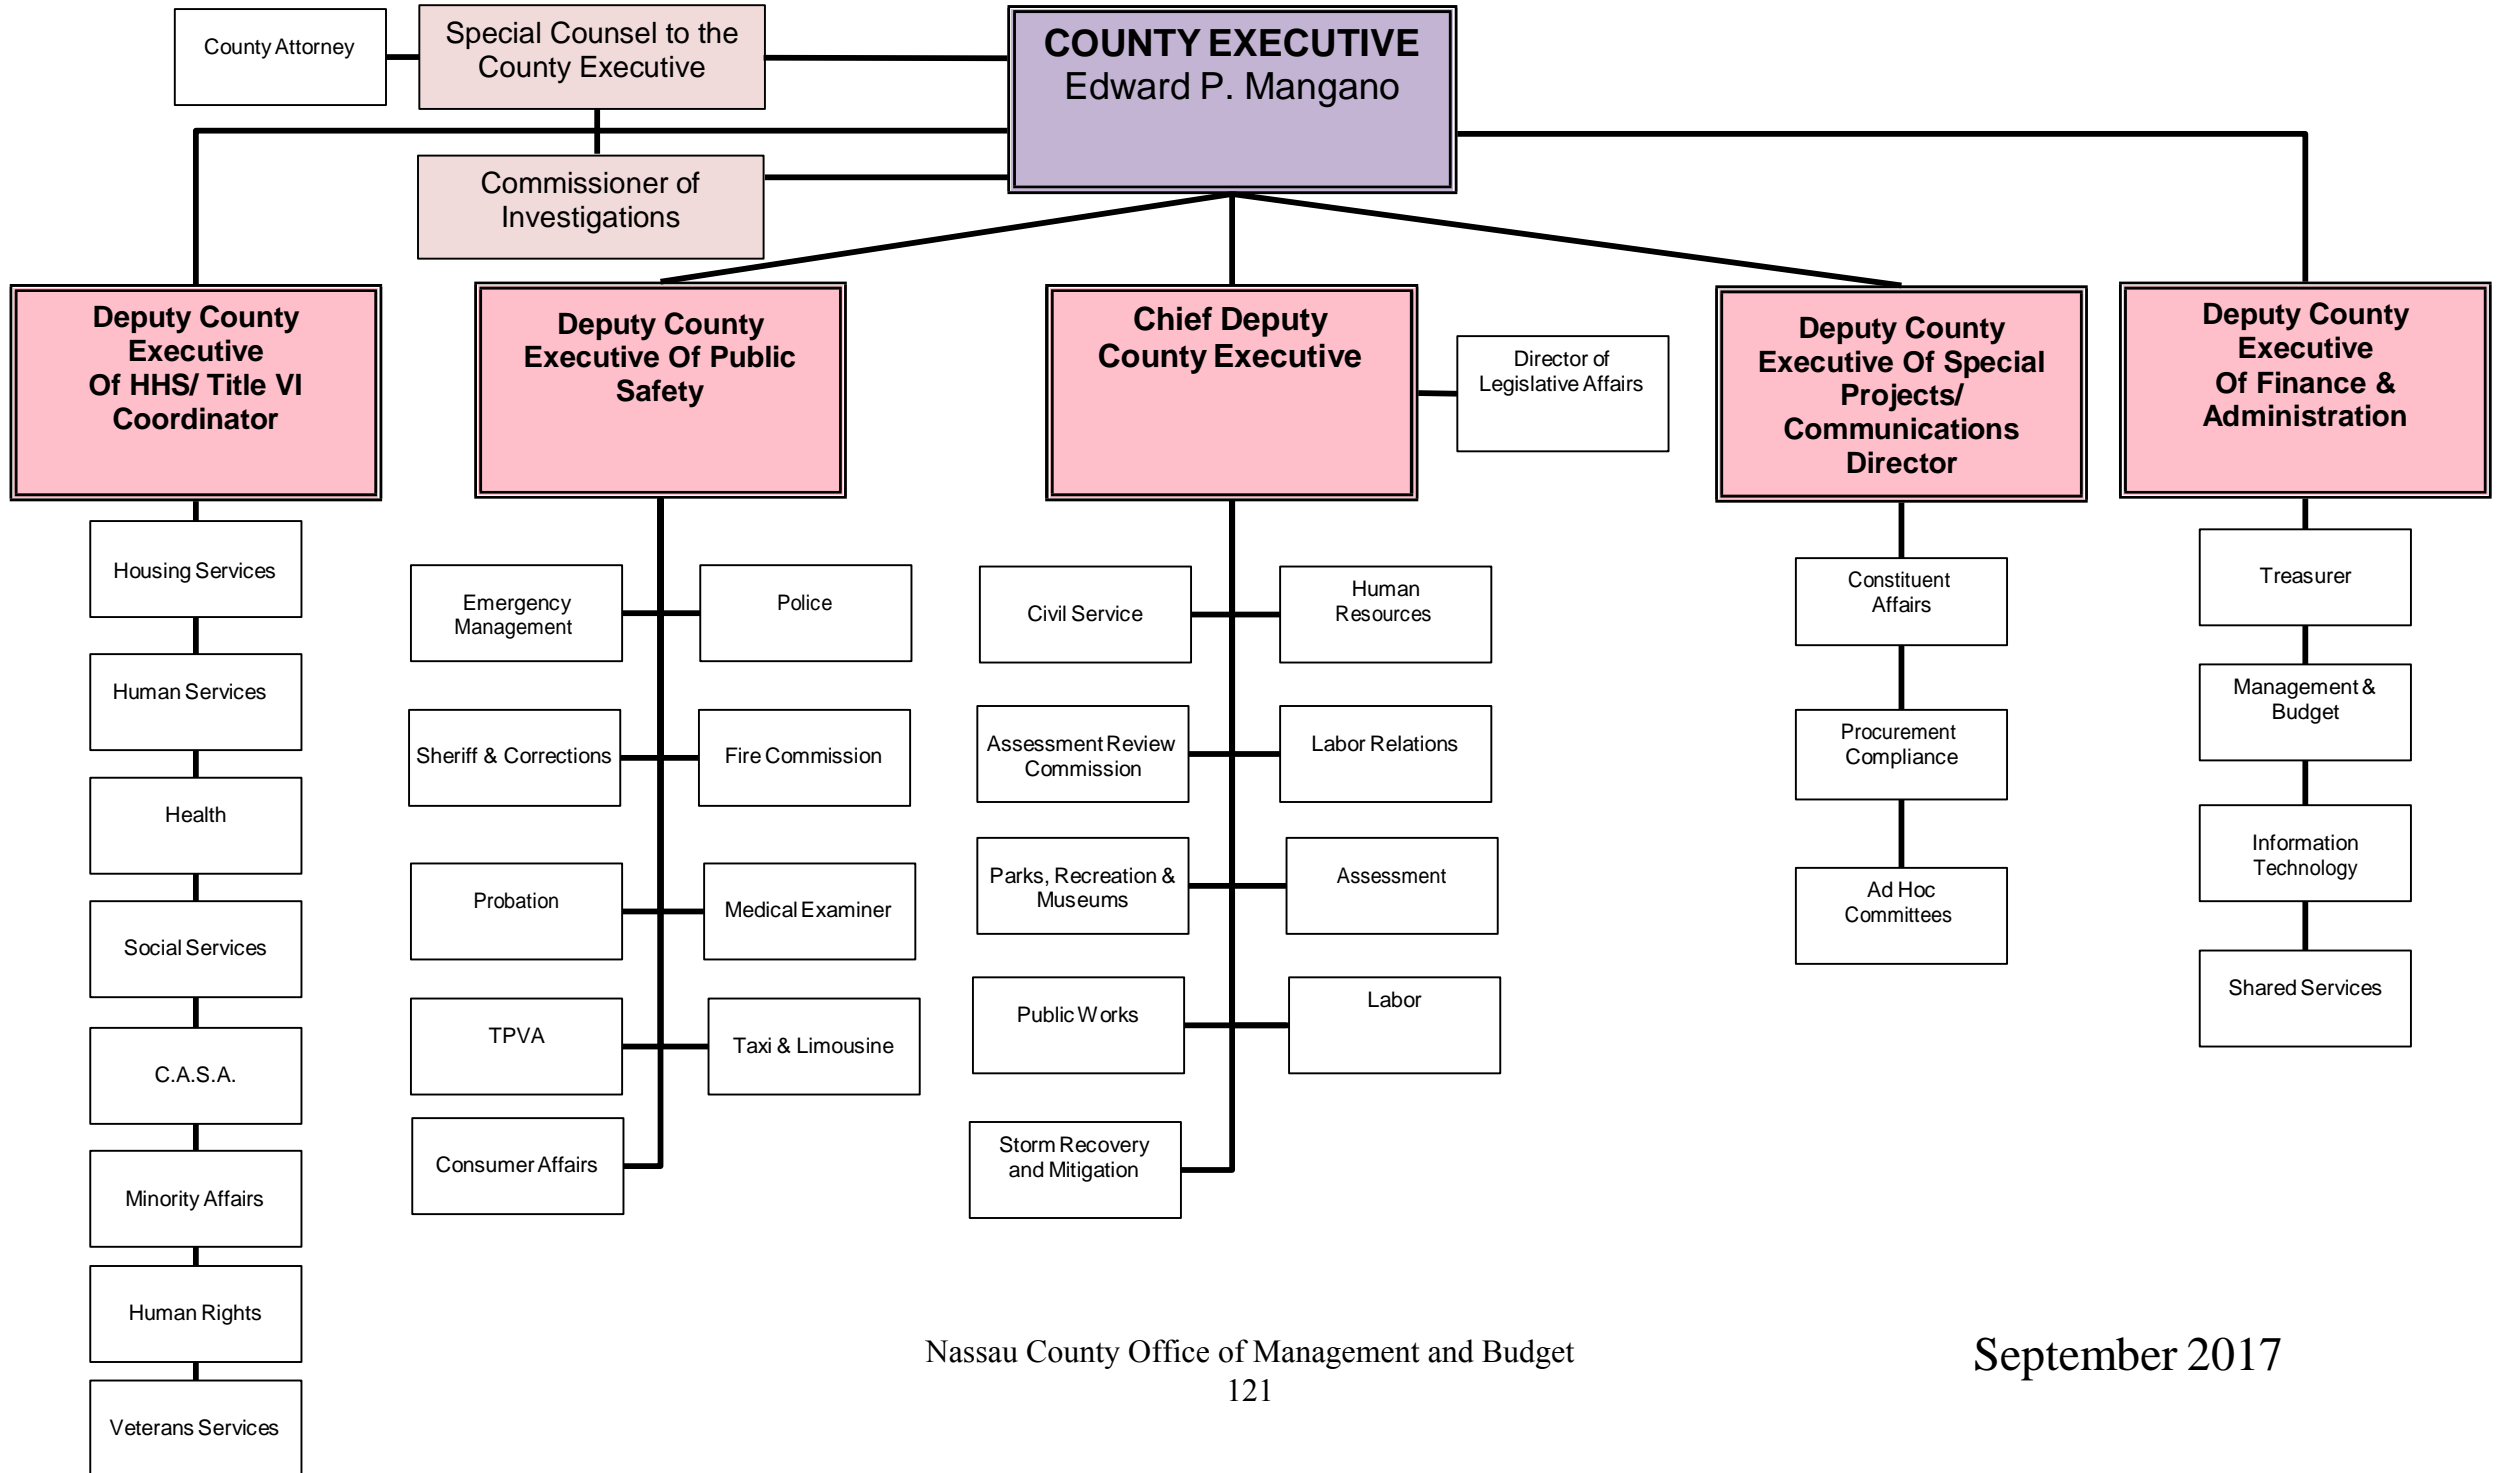 County Attorney
Special Counsel to the
County Executive
COUNTY EXECUTIVE
Edward P. Mangano
Commissioner of
Investigations
Deputy County
Executive
Of HHS/ Title VI
Coordinator
Deputy County
Executive Of Public
Safety
Chief Deputy
County Executive
Director of
Legislative Affairs
Deputy County
Executive Of Special
Projects/
Communications
Director
Deputy County
Executive
Of Finance &
Administration
Housing Services
Human Services
Health
Social Services
C.A.S.A.
Minority Affairs
Human Rights
Veterans Services
Emergency
Management
Police
Sheriff & Corrections
Fire Commission
Probation
Medical Examiner
TPVA
Taxi & Limousine
Consumer Affairs
Civil Service
Human
Resources
Assessment Review
Commission
Labor Relations
Parks, Recreation &
Museums
Assessment
Public Works
Labor
Storm Recovery
and Mitigation
Constituent
Affairs
Procurement
Compliance
Ad Hoc
Committees
Treasurer
Management &
Budget
Information
Technology
Shared Services
Nassau County Office of Management and Budget
121
September 2017